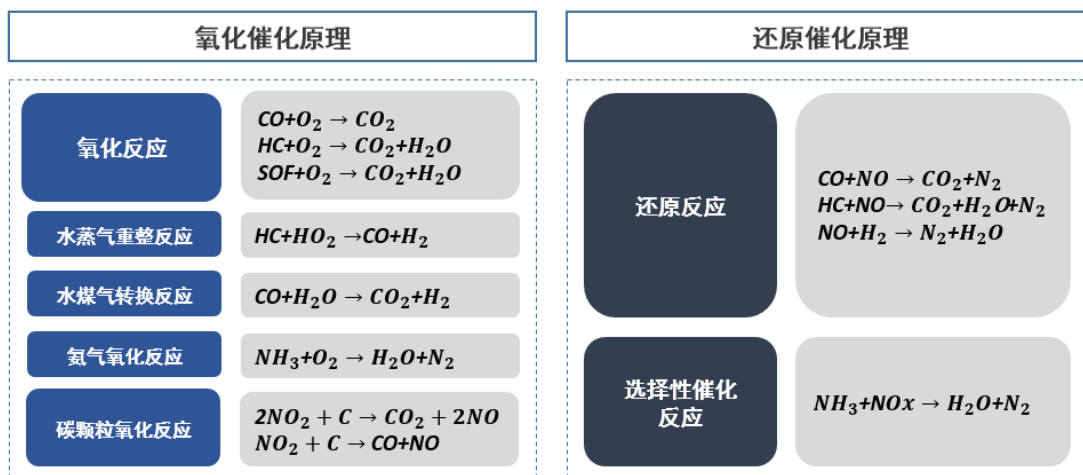 氧化催化原理
氧化反应
CO+O₂ → CO₂
HC+O₂ → CO₂+H₂O
SOF+O₂ → CO₂+H₂O
水蒸气重整反应
HC+HO₂ →CO+H₂
水煤气转换反应
CO+H₂O → CO₂+H₂
氨气氧化反应
NH₃+O₂ → H₂O+N₂
碳颗粒氧化反应
2NO₂ + C → CO₂ + 2NO
NO₂ + C → CO+NO
还原催化原理
还原反应
CO+NO → CO₂+N₂
HC+NO→ CO₂+H₂O+N₂
NO+H₂ → N₂+H₂O
选择性催化
反应
NH₃+NOx → H₂O+N₂